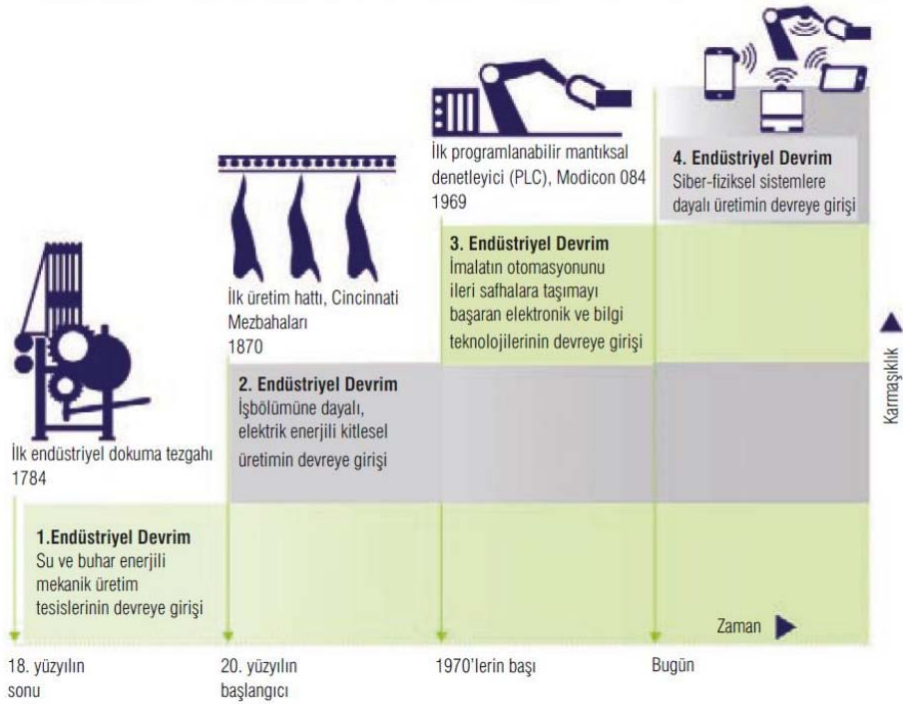 İlk programlanabilir mantıksal
denetleyici (PLC), Modicon 084
1969
4. Endüstriyel Devrim
Siber-fiziksel sistemlere
dayalı üretimin devreye girişi
3. Endüstriyel Devrim
İmalatın otomasyonunu
ileri safhalara taşımayı
başaran elektronik ve bilgi
teknolojilerinin devreye girişi
İlk üretim hattı, Cincinnati
Mezbahaları
1870
2. Endüstriyel Devrim
İşbölümüne dayalı,
elektrik enerjili kitlesel
üretimin devreye girişi
İlk endüstriyel dokuma tezgahı
1784
1.Endüstriyel Devrim
Su ve buhar enerjili
mekanik üretim
tesislerinin devreye girişi
Karmaşıklık
Zaman
18. yüzyılın
sonu
20. yüzyılın
başlangıcı
1970'lerin başı
Bugün